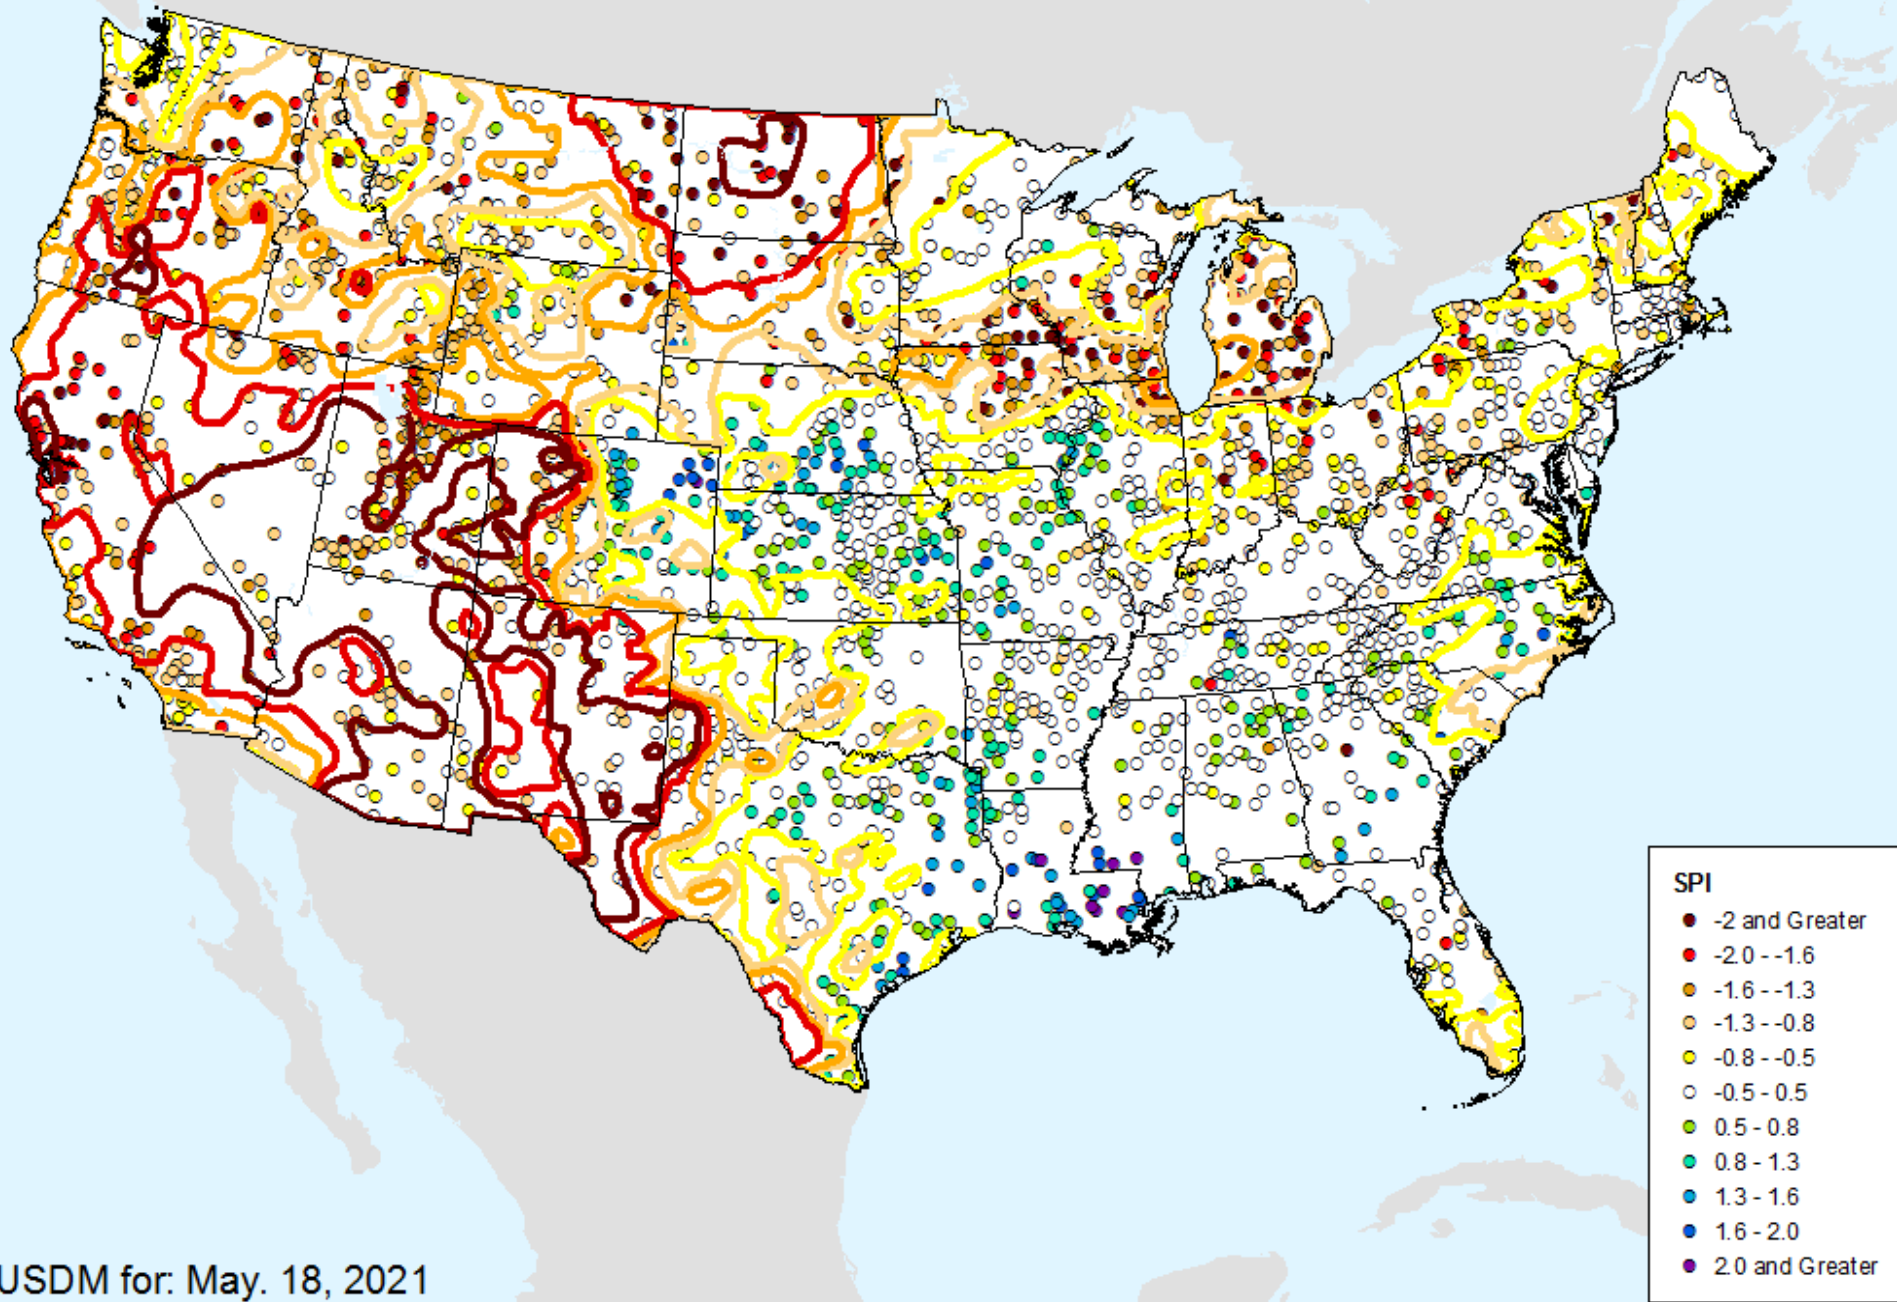 SPI
-2 and Greater
-2.0 - -1.6
-1.6 - -1.3
-1.3 - -0.8
-0.8 - -0.5
-0.5 - 0.5
0.5 - 0.8
0.8 - 1.3
1.3 - 1.6
1.6 - 2.0
2.0 and Greater
USDM for: May. 18, 2021